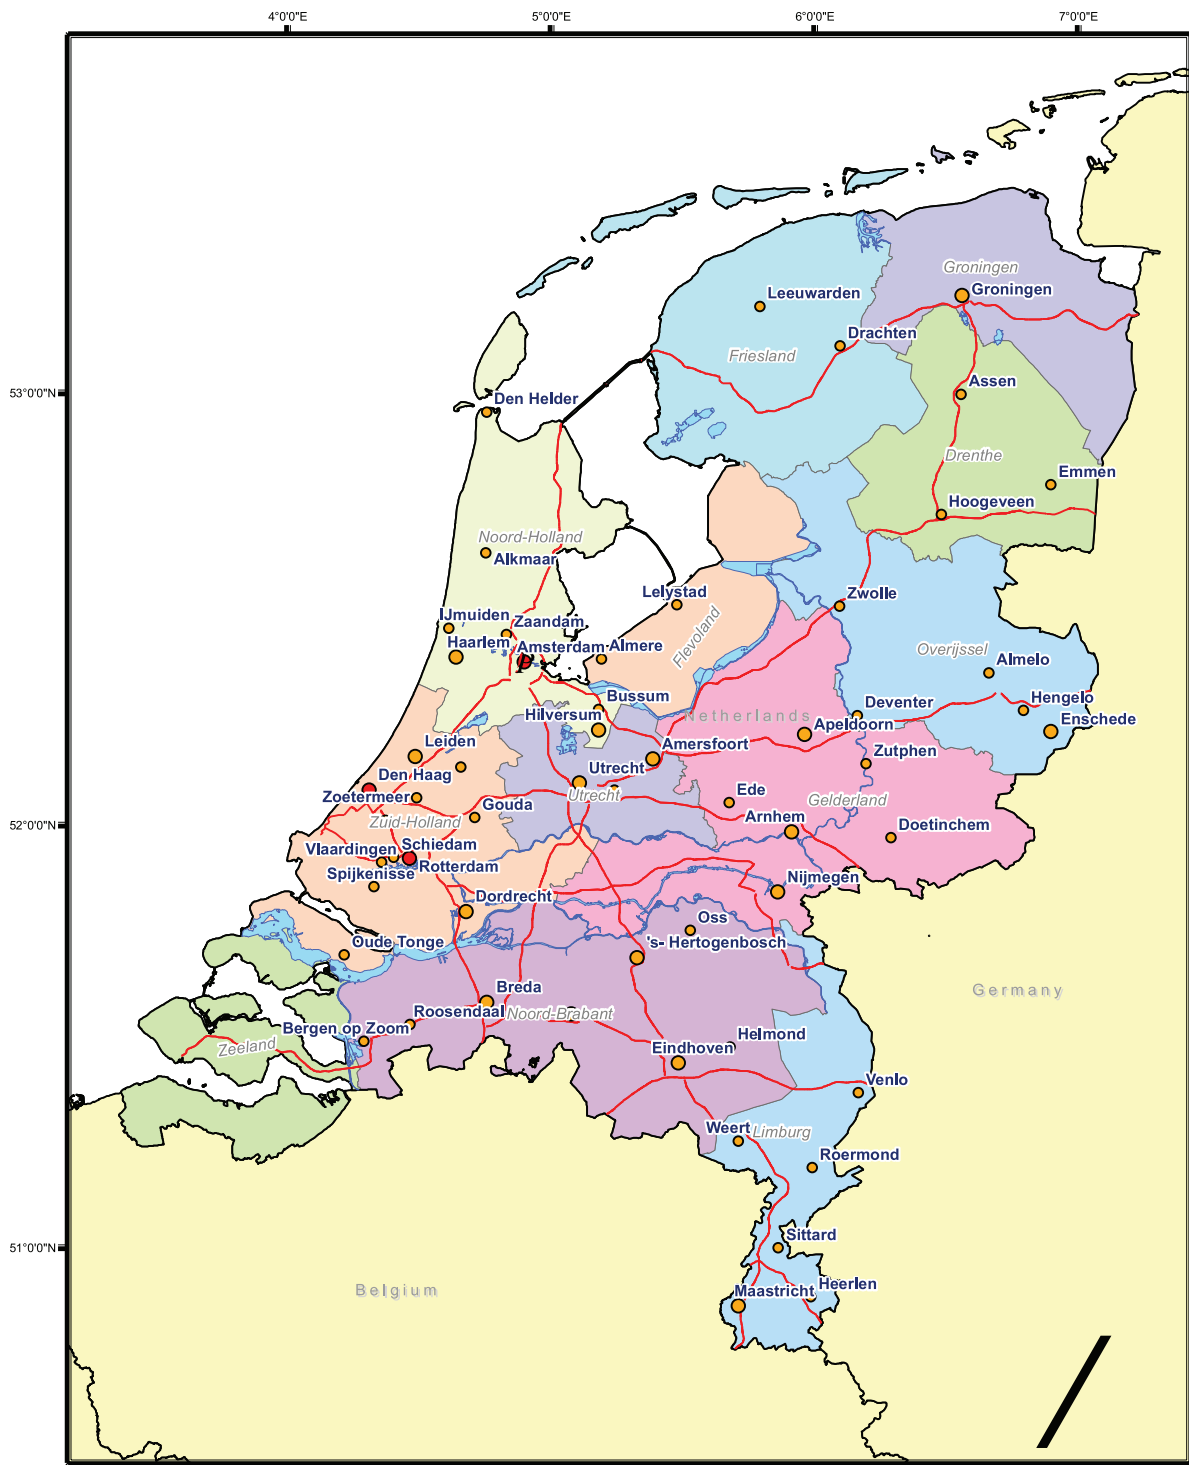 4°0'0"E
5°0'0"E
6°0'0"E
7°0'0"E
Groningen
Groningen
Leeuwarden
Drachten
Friesland
Assen
53°0'0"N
Den Helder
Drenthe
Emmen
Hoogeveen
Noord-Holland
Alkmaar
Lelystad
Zwolle
IJmuiden
Zaandam
Flevoland
Haarlem
Amsterdam
Almere
Overijssel
Almelo
Bussum
Hengelo
Deventer
Hilversum
Netherlands
Apeldoorn
Enschede
Leiden
Amersfoort
Zutphen
Den Haag
Utrecht
Utrecht
Ede
Zoetermeer
Gouda
Gelderland
52°0'0"N
Zuid-Holland
Arnhem
Doetinchem
Schiedam
Vlaardingen
Rotterdam
Spijkenisse
Nijmegen
Dordrecht
Oss
Oude Tonge
's- Hertogenbosch
Breda
Germany
Roosendaal
Noord-Brabant
Bergen op Zoom
Helmond
Zeeland
Eindhoven
Venlo
Weert
Limburg
Roermond
Sittard
51°0'0"N
Heerlen
Belgium
Maastricht